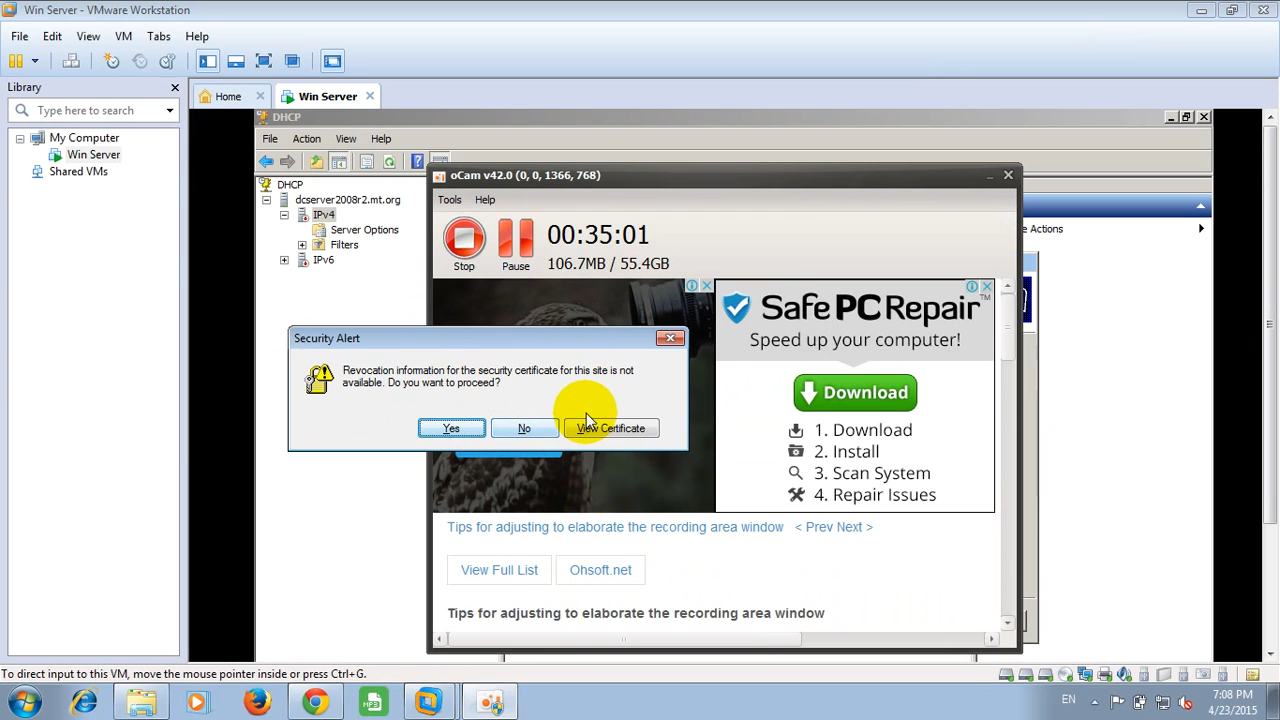 Win Server - VMware Workstation
File Edit View VM Tabs Help
Library
Type here to search
My Computer
Win Server
Shared VMs
Home
Win Server
DHCP
File Action View Help
DHCP
dcserver2008r2.mt.org
IPv4
Server Options
Filters
IPv6
e Actions
oCam v42.0 (0, 0, 1366, 768)
Tools Help
Stop
Pause
00:35:01
106.7MB / 55.4GB
Safe PC Repair™
Speed up your computer!
Download
1. Download
2. Install
3. Scan System
4. Repair Issues
Security Alert
Revocation information for the security certificate for this site is not
available. Do you want to proceed?
Yes
No
View Certificate
Tips for adjusting to elaborate the recording area window < Prev Next >
View Full List
Ohsoft.net
Tips for adjusting to elaborate the recording area window
To direct input to this VM, move the mouse pointer inside or press Ctrl+G.
MP3
EN
7:08 PM
4/23/2015